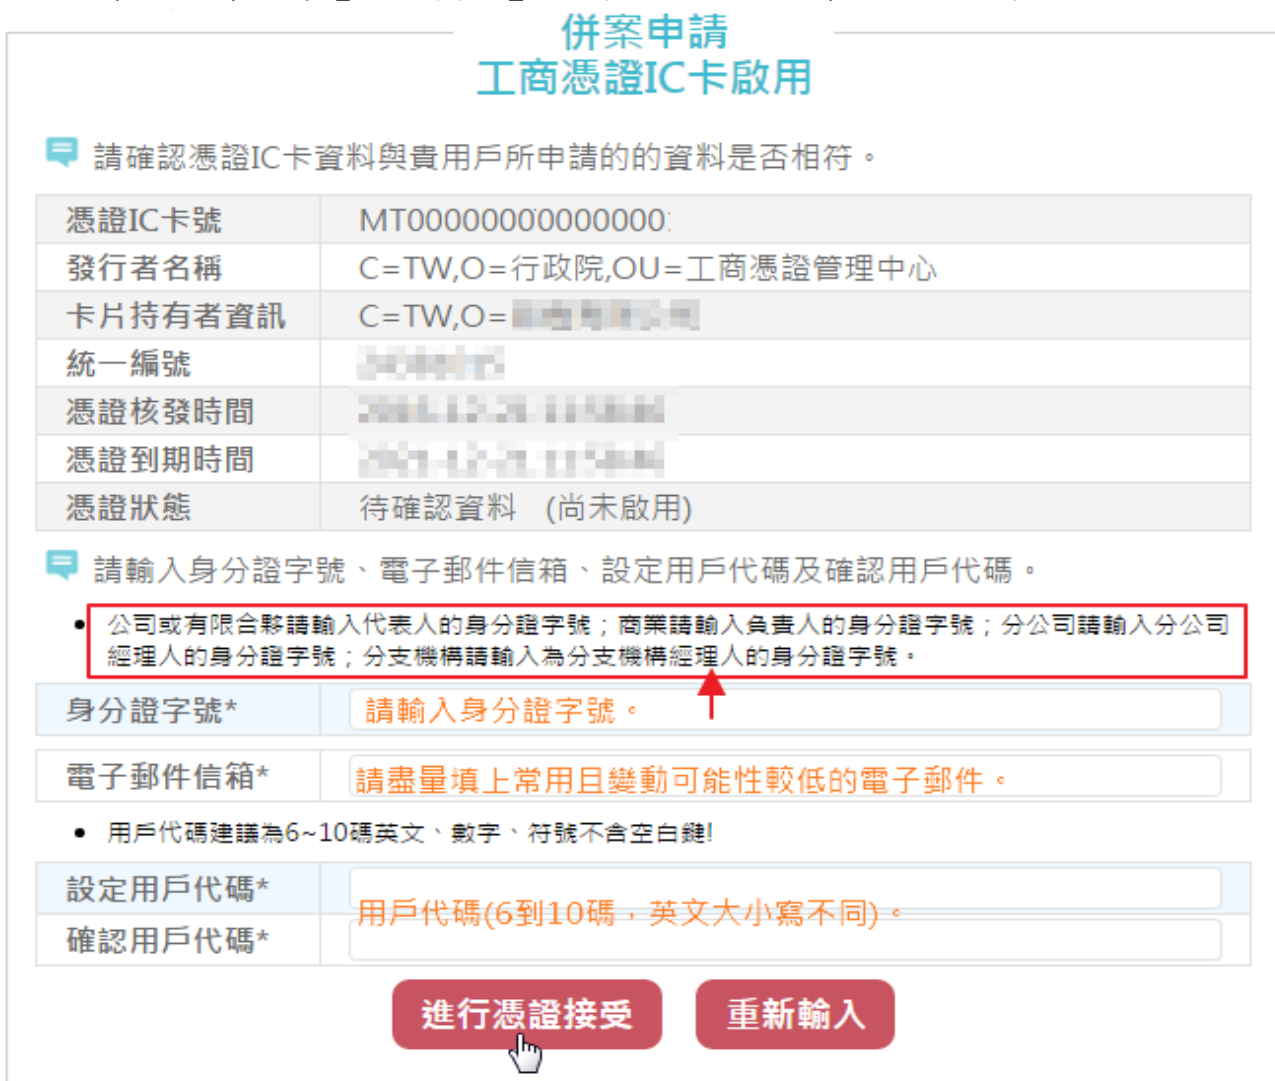 併案申請
工商憑證IC卡啟用
請確認憑證IC卡資料與貴用戶所申請的的資料是否相符。
憑證IC卡號 MT00000000000000
發行者名稱 C=TW,O=行政院,OU=工商憑證管理中心
卡片持有者資訊 C=TW,O=
統一編號
憑證核發時間
憑證到期時間
憑證狀態 待確認資料 (尚未啟用)
請輸入身分證字號、電子郵件信箱、設定用戶代碼及確認用戶代碼。
公司或有限合夥請輸入代表人的身分證字號；商業請輸入負責人的身分證字號；分公司請輸入分公司
經理人的身分證字號；分支機構請輸入為分支機構經理人的身分證字號。
身分證字號* 請輸入身分證字號。
電子郵件信箱* 請盡量填上常用且變動可能性較低的電子郵件。
用戶代碼建議為6~10碼英文、數字、符號不含空白鍵!
設定用戶代碼*
用戶代碼(6到10碼，英文大小寫不同)。
確認用戶代碼*
進行憑證接受 重新輸入